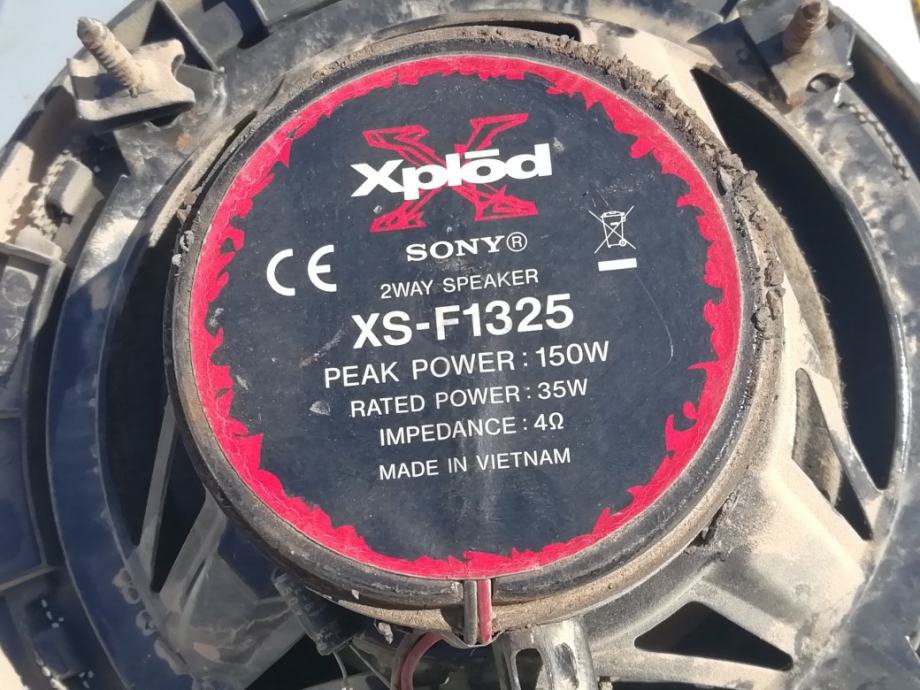 Xplōd
SONY®
CE
2WAY SPEAKER
XS-F1325
PEAK POWER : 150W
RATED POWER : 35W
IMPEDANCE : 4Ω
MADE IN VIETNAM